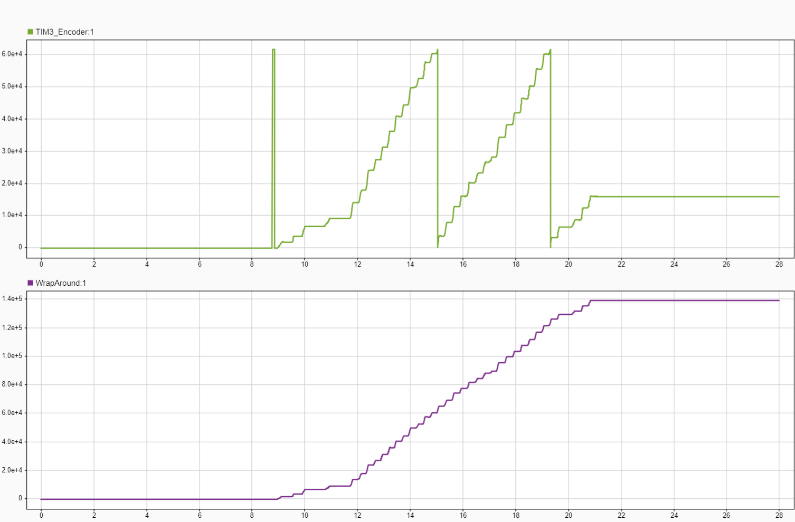 TIM3_Encoder:1
6.0e+4
5.0e+4
4.0e+4
3.0e+4
2.0e+4
1.0e+4
0
0 2 4 6 8 10 12 14 16 18 20 22 24 26 28
WrapAround:1
1.4e+5
1.2e+5
1.0e+5
8.0e+4
6.0e+4
4.0e+4
2.0e+4
0
0 2 4 6 8 10 12 14 16 18 20 22 24 26 28